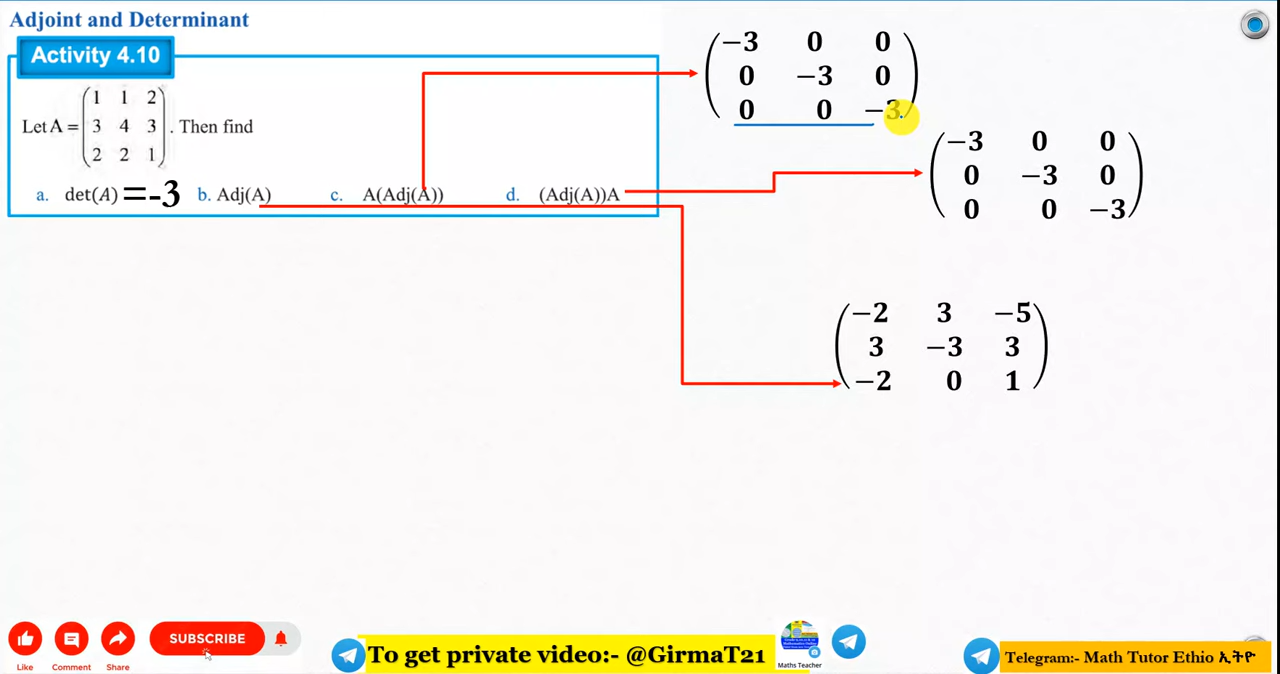 Adjoint and Determinant
Activity 4.10
Let A = (1 1 2
3 4 3
2 2 1). Then find
a. det(A) =-3 b. Adj(A) c. A(Adj(A)) d. (Adj(A))A
−3 0 0
0 −3 0
0 0 −3
−3 0 0
0 −3 0
0 0 −3
−2 3 −5
3 −3 3
−2 0 1
Like
Comment
Share
SUBSCRIBE
To get private video:- @GirmaT21
Maths Teacher
Telegram:- Math Tutor Ethio ኢትዮ